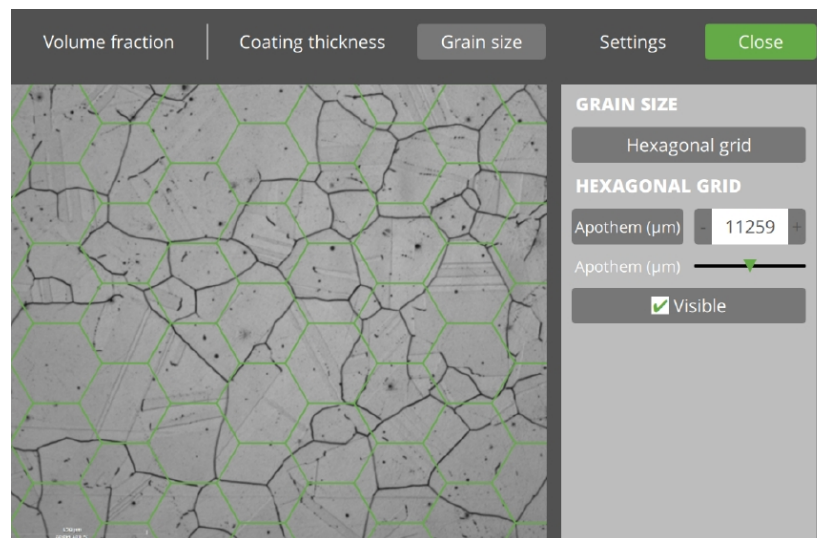 Volume fraction Coating thickness Grain size Settings Close
GRAIN SIZE
Hexagonal grid
HEXAGONAL GRID
Apothem (µm) - 11259 +
Apothem (µm)
Visible